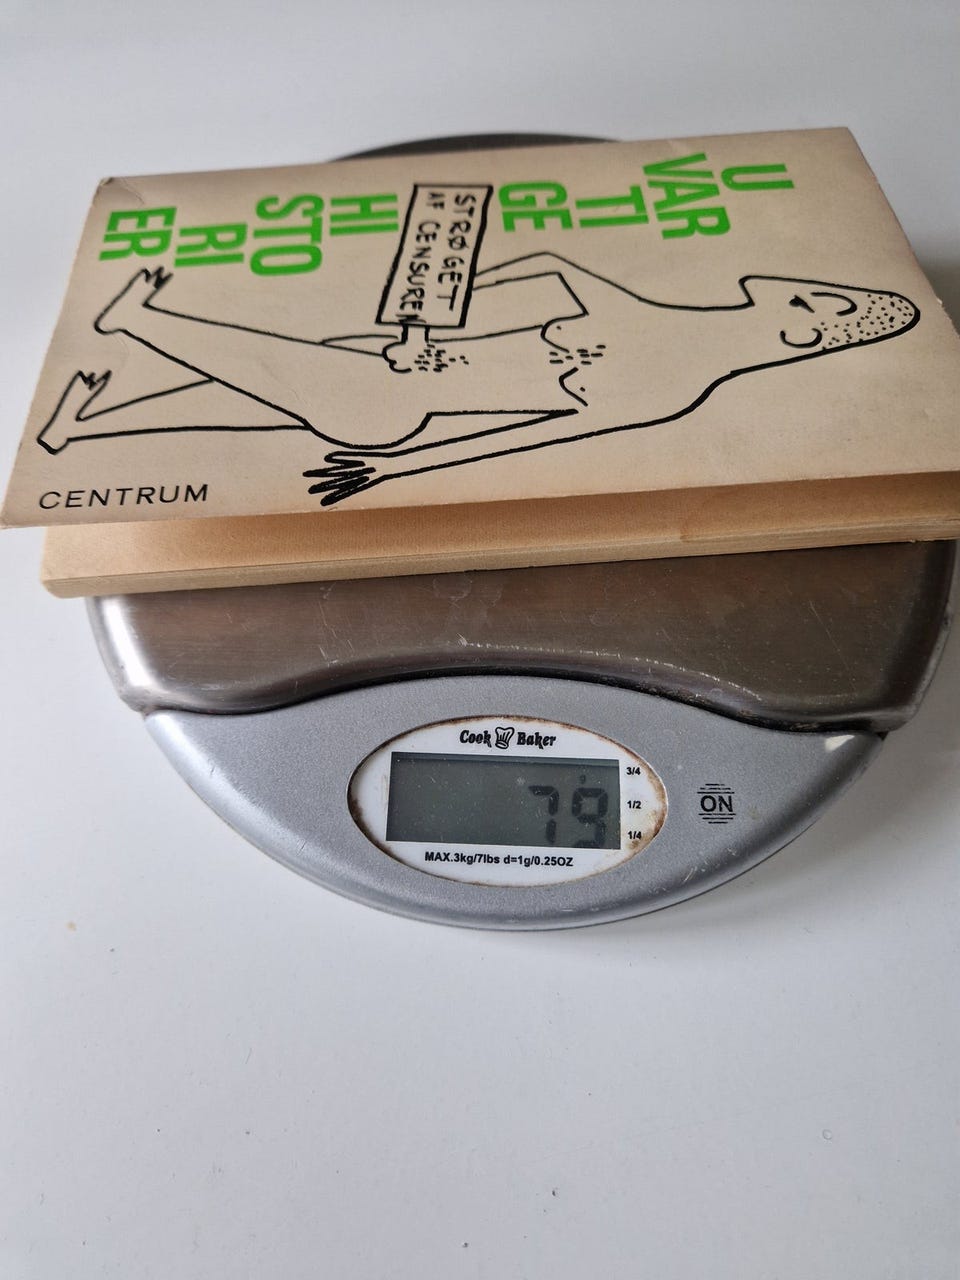 U
VAR
TI
GE
STRØGET
AF CENSUREN
HI
STO
RI
ER
CENTRUM
Cook Baker
3/4
79
1/2
1/4
ON
MAX.3kg/7lbs d=1g/0.25OZ